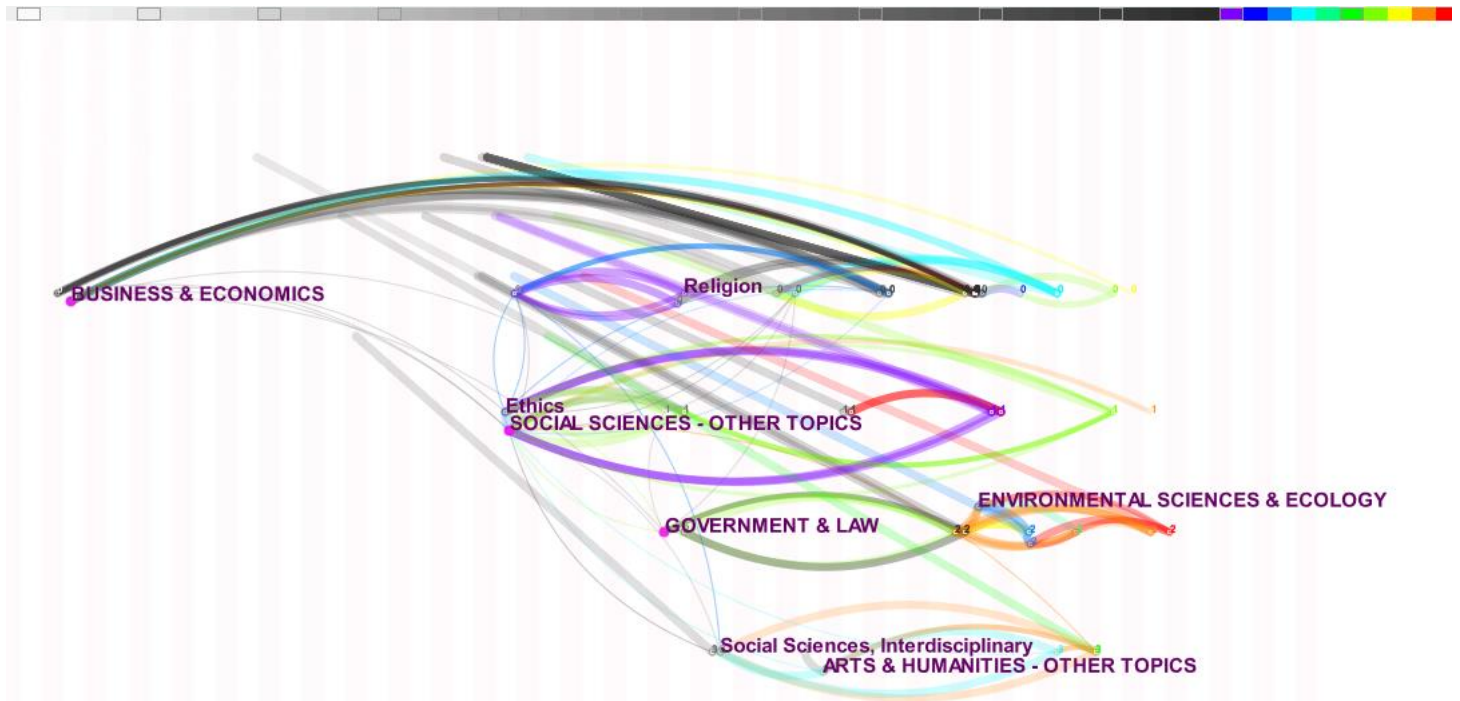 Religion
BUSINESS & ECONOMICS
Ethics
SOCIAL SCIENCES - OTHER TOPICS
ENVIRONMENTAL SCIENCES & ECOLOGY
GOVERNMENT & LAW
Social Sciences, Interdisciplinary
ARTS & HUMANITIES - OTHER TOPICS